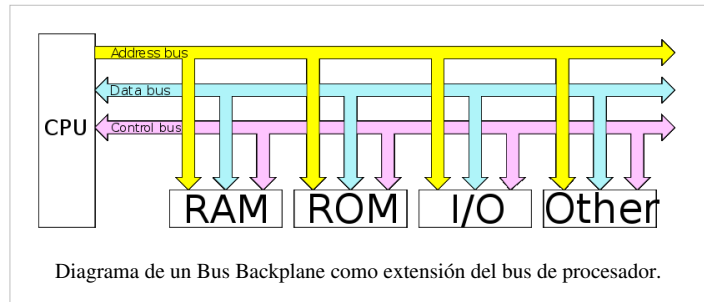 Address bus
Data bus
CPU
Control bus
RAM ROM I/O Other
Diagrama de un Bus Backplane como extensión del bus de procesador.